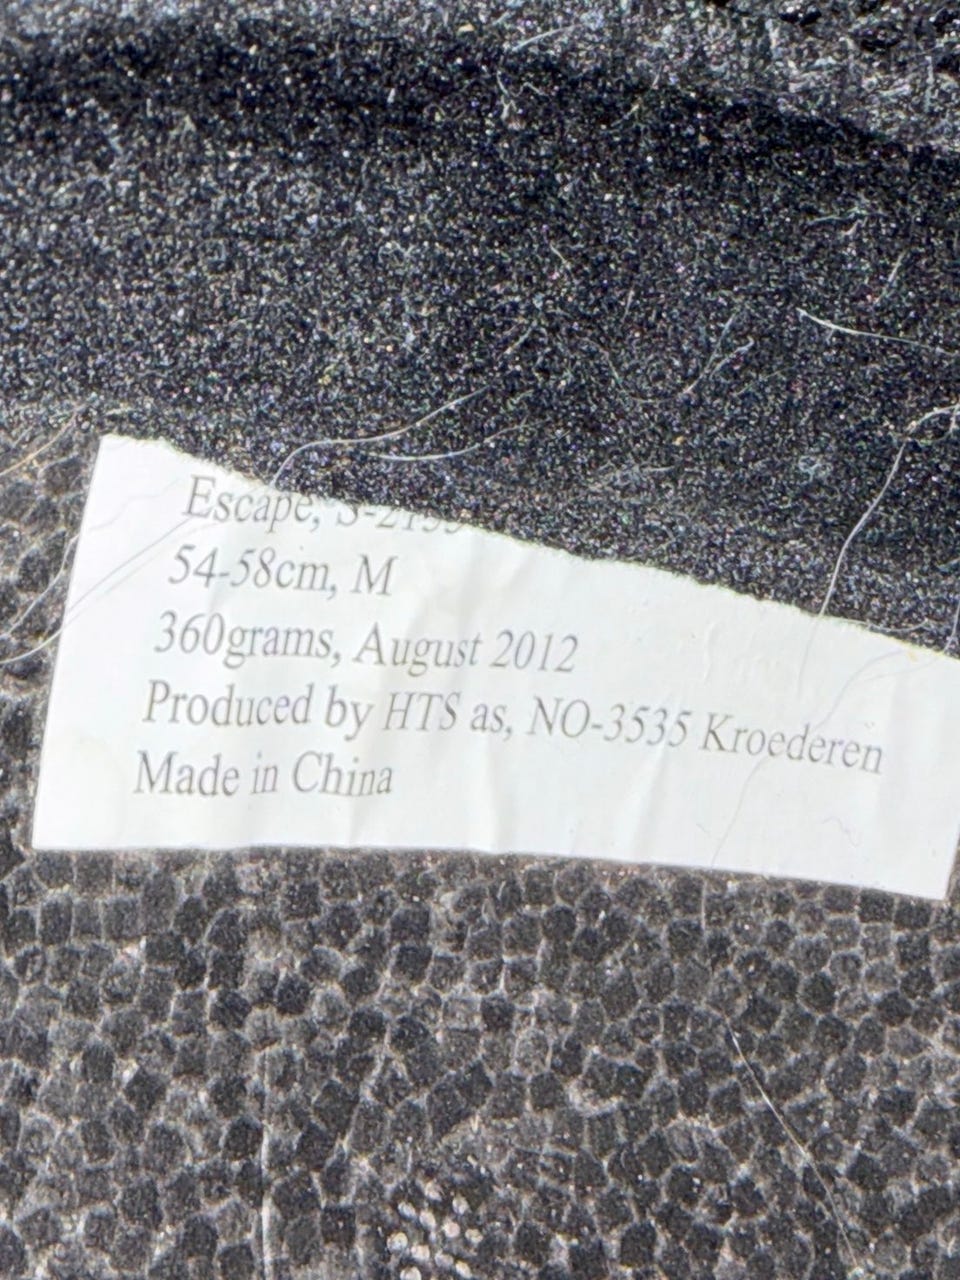 Escape,
54-58cm, M
360grams, August 2012
Produced by HTS as, NO-3535 Kroederen
Made in China